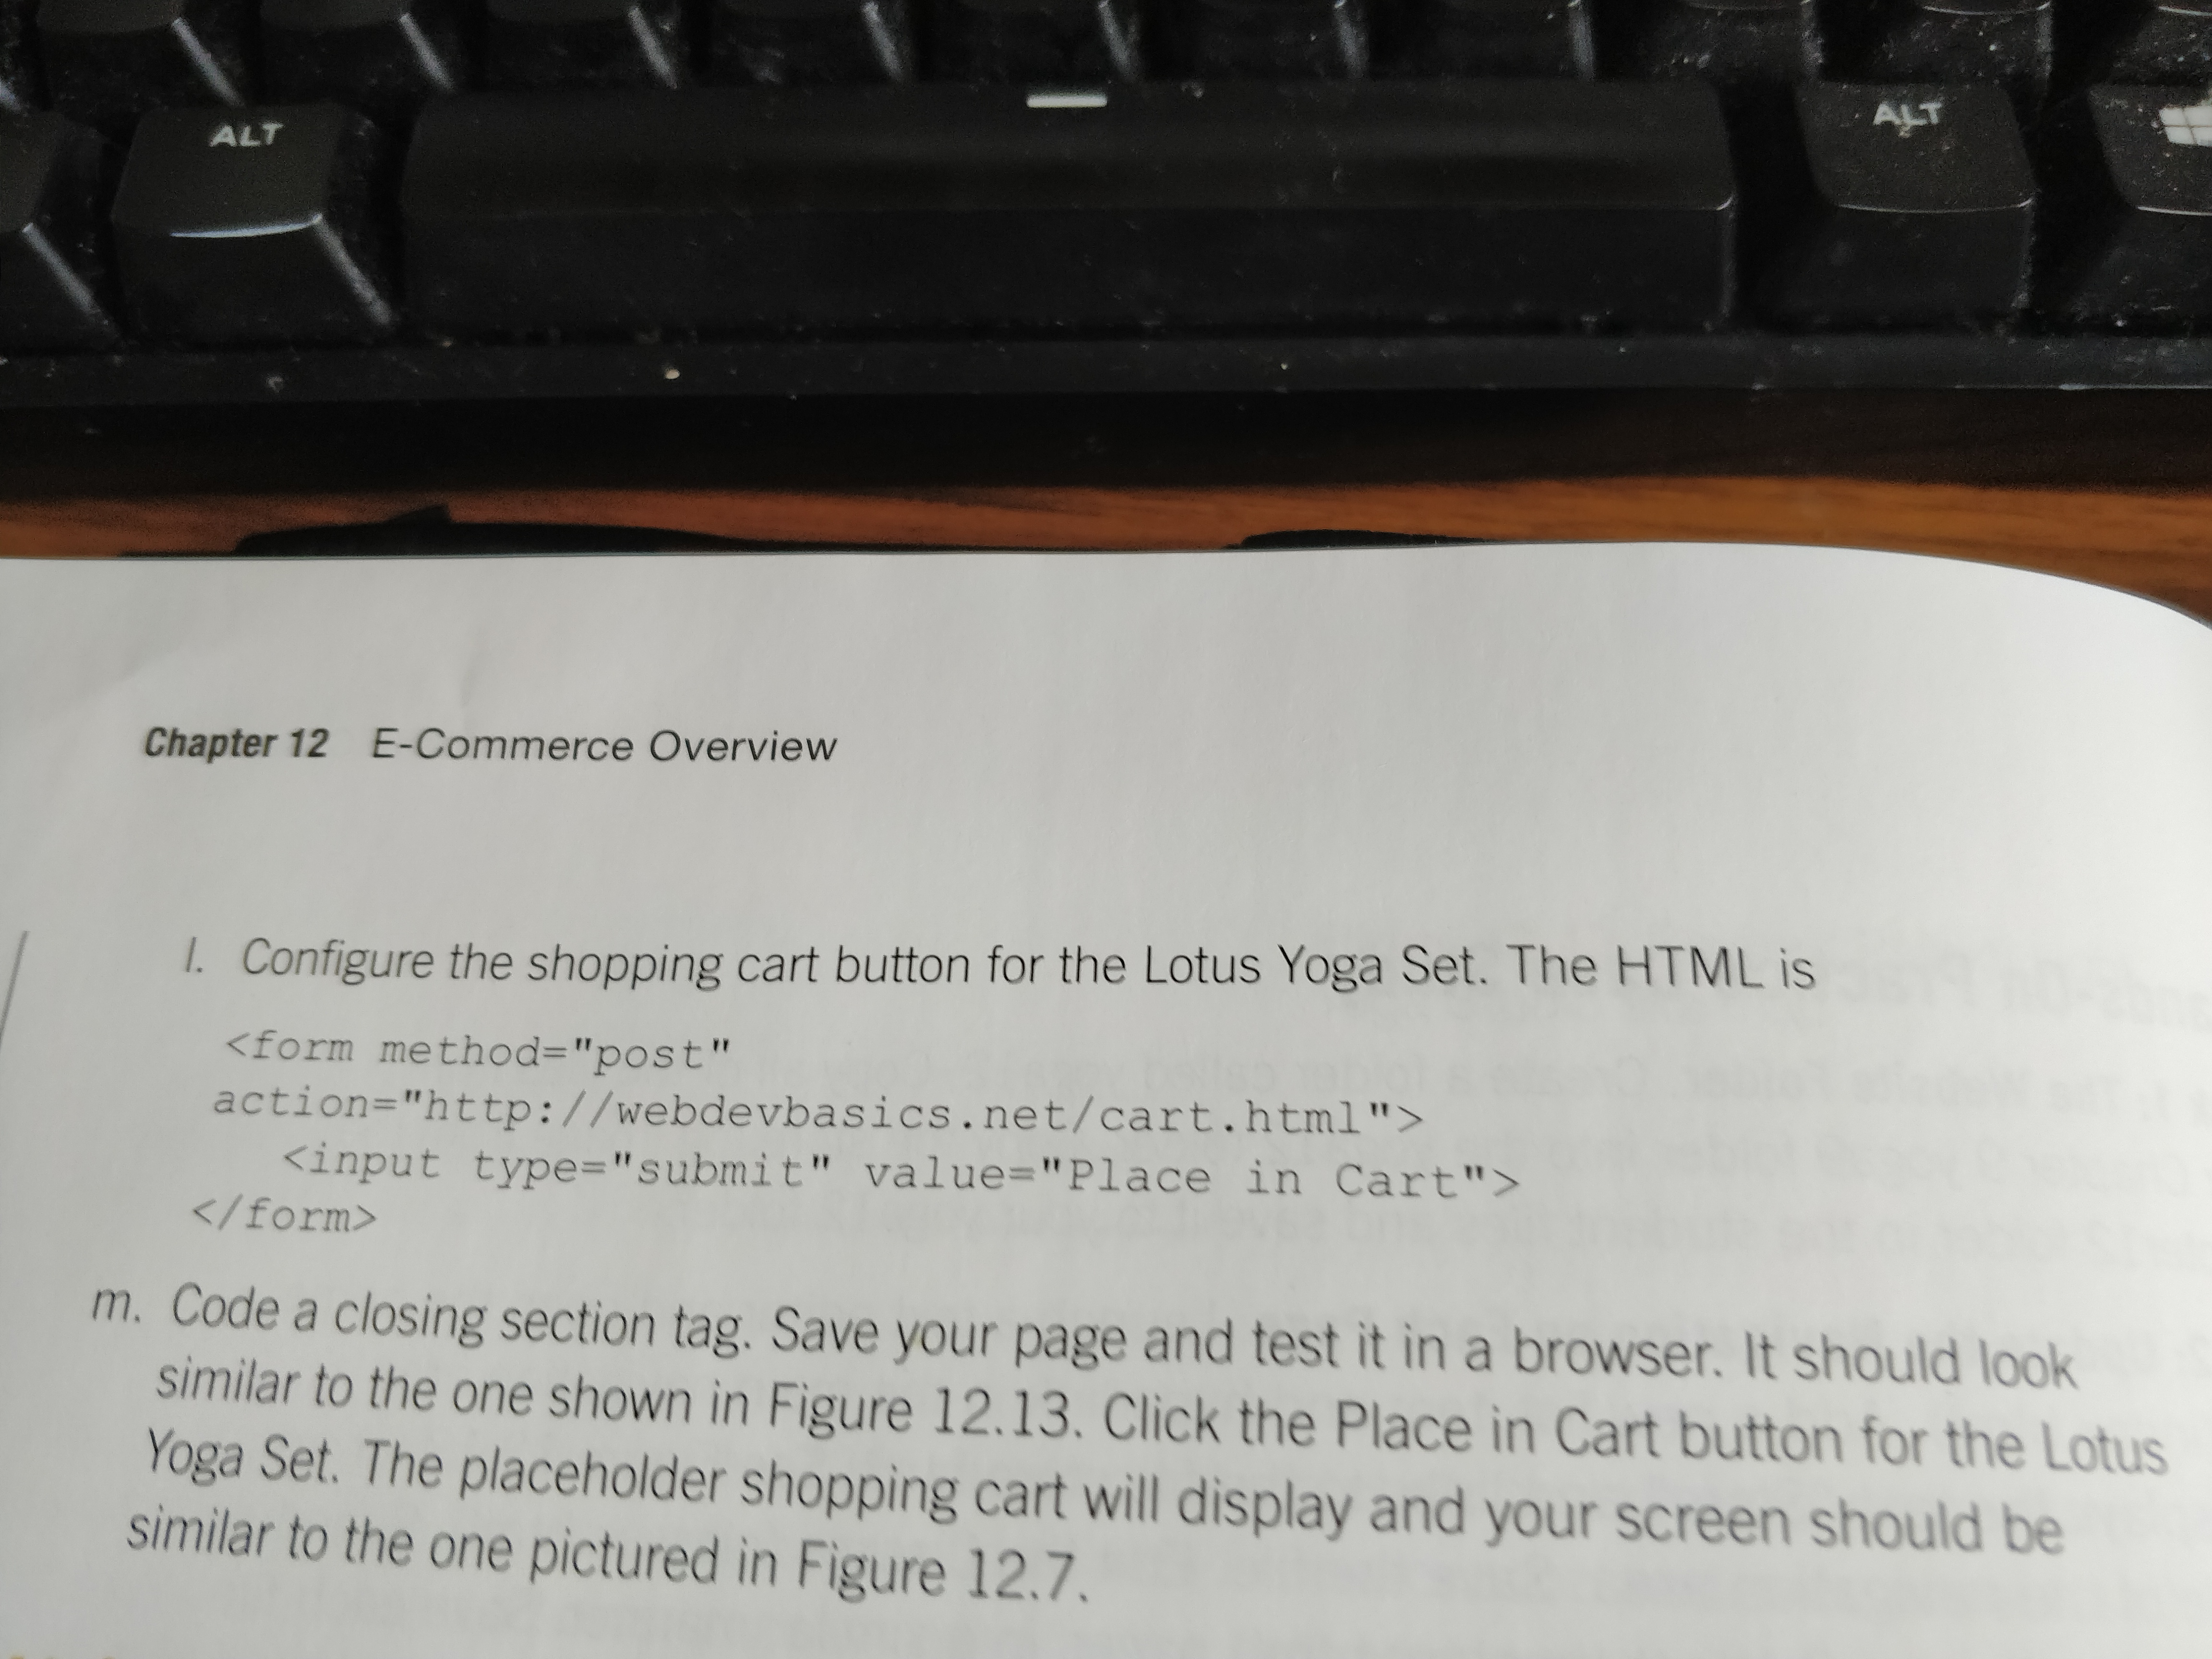 ALT
ALT
Chapter 12 E-Commerce Overview
l. Configure the shopping cart button for the Lotus Yoga Set. The HTML is
<form method="post"
action="http://webdevbasics.net/cart.html">
<input type="submit" value="Place in Cart">
</form>
m. Code a closing section tag. Save your page and test it in a browser. It should look
similar to the one shown in Figure 12.13. Click the Place in Cart button for the Lotus
Yoga Set. The placeholder shopping cart will display and your screen should be
similar to the one pictured in Figure 12.7.